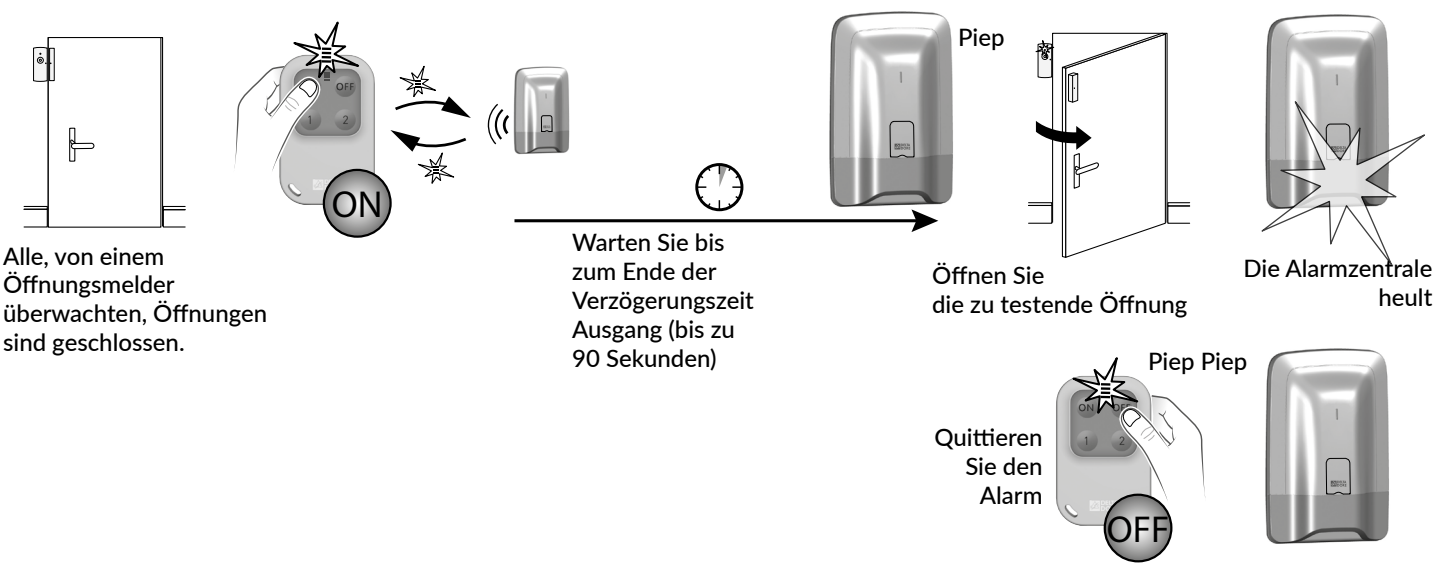 Piep
OFF
1 2
ON
Alle, von einem
Öffnungsmelder
überwachten, Öffnungen
sind geschlossen.
Warten Sie bis
zum Ende der
Verzögerungszeit
Ausgang (bis zu
90 Sekunden)
Öffnen Sie
die zu testende Öffnung
Die Alarmzentrale
heult
Piep Piep
ON OFF
1 2
Quittieren
Sie den
Alarm
OFF